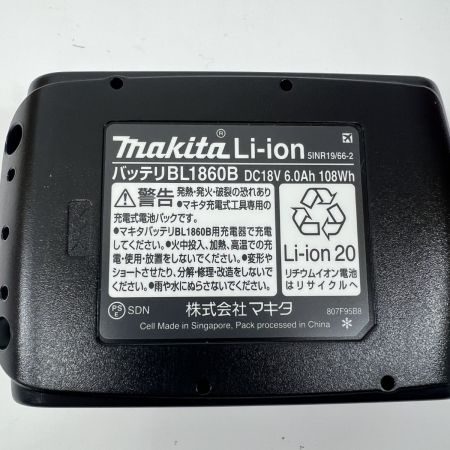 makita® Li-ion 5INR19/66-2
バッテリBL1860B DC18V 6.0Ah 108Wh
警告 発熱・発火・破裂の恐れあり
●マキタ充電式工具専用の
充電式電池パックです。
●マキタバッテリBL1860B用充電器で充電
してください。●火中投入、加熱、高温での充
電・使用・放置をしないでください。●変形や
ショートさせたり、分解・修理・改造をしないで
ください。●雨や水にぬらさないでください。
Li-ion 20
リチウムイオン電池
はリサイクルへ
PS
E
SDN 株式会社マキタ
Cell Made in Singapore, Pack processed in China
807F95B8